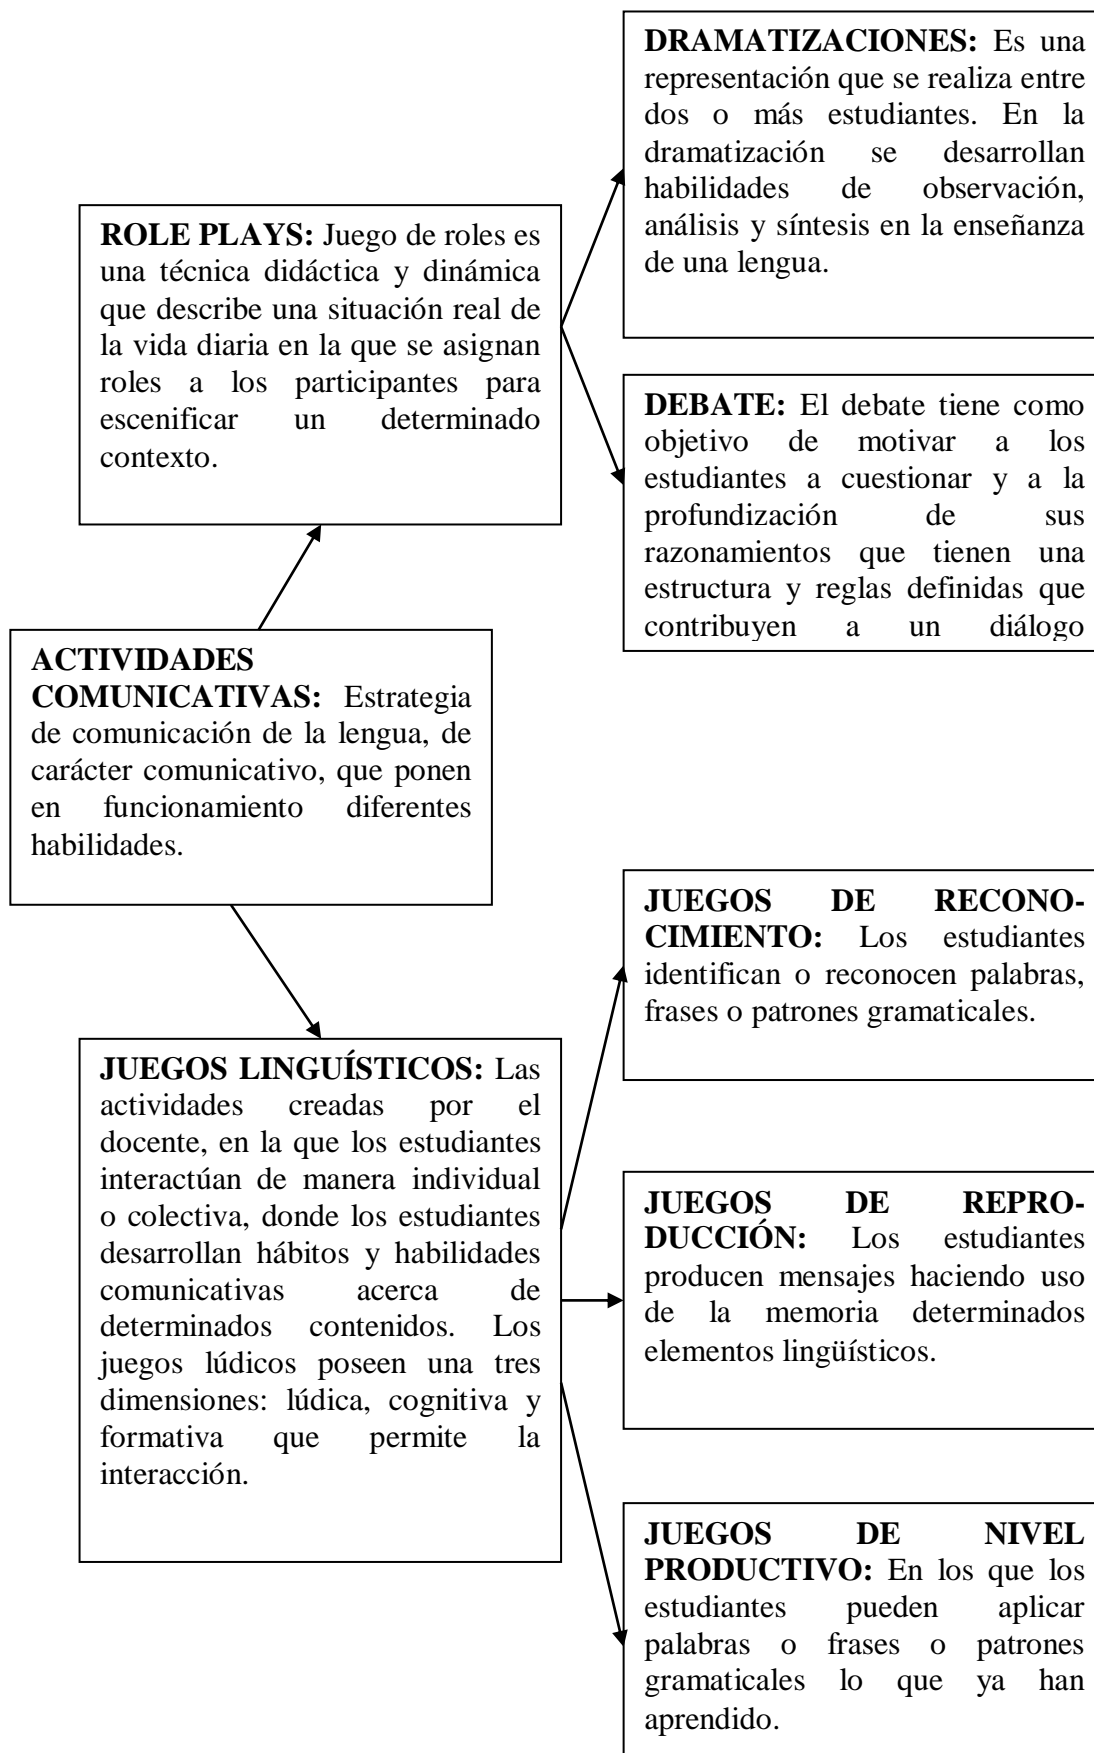 DRAMATIZACIONES: Es una
representación que se realiza entre
dos o más estudiantes. En la
dramatización se desarrollan
habilidades de observación,
análisis y síntesis en la enseñanza
de una lengua.
ROLE PLAYS: Juego de roles es
una técnica didáctica y dinámica
que describe una situación real de
la vida diaria en la que se asignan
roles a los participantes para
escenificar un determinado
contexto.
DEBATE: El debate tiene como
objetivo de motivar a los
estudiantes a cuestionar y a la
profundización de sus
razonamientos que tienen una
estructura y reglas definidas que
contribuyen a un diálogo
ACTIVIDADES
COMUNICATIVAS: Estrategia
de comunicación de la lengua, de
carácter comunicativo, que ponen
en funcionamiento diferentes
habilidades.
JUEGOS DE RECONO-
CIMIENTO: Los estudiantes
identifican o reconocen palabras,
frases o patrones gramaticales.
JUEGOS LINGUÍSTICOS: Las
actividades creadas por el
docente, en la que los estudiantes
interactúan de manera individual
o colectiva, donde los estudiantes
desarrollan hábitos y habilidades
comunicativas acerca de
determinados contenidos. Los
juegos lúdicos poseen una tres
dimensiones: lúdica, cognitiva y
formativa que permite la
interacción.
JUEGOS DE REPRO-
DUCCIÓN: Los estudiantes
producen mensajes haciendo uso
de la memoria determinados
elementos lingüísticos.
JUEGOS DE NIVEL
PRODUCTIVO: En los que los
estudiantes pueden aplicar
palabras o frases o patrones
gramaticales lo que ya han
aprendido.